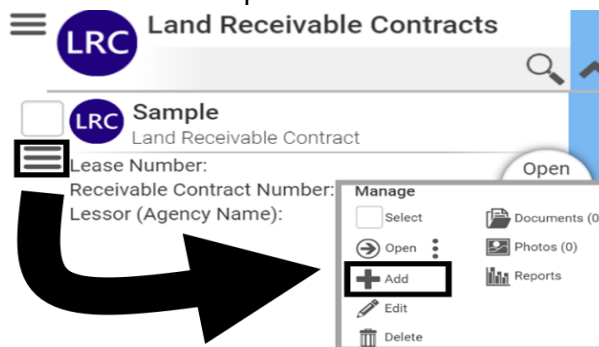 LRC Land Receivable Contracts
LRC Sample
Land Receivable Contract
Lease Number:
Open
Receivable Contract Number:
Lessor (Agency Name):
Manage
Select
Documents (0
Open
Photos (0)
Add
Reports
Edit
Delete